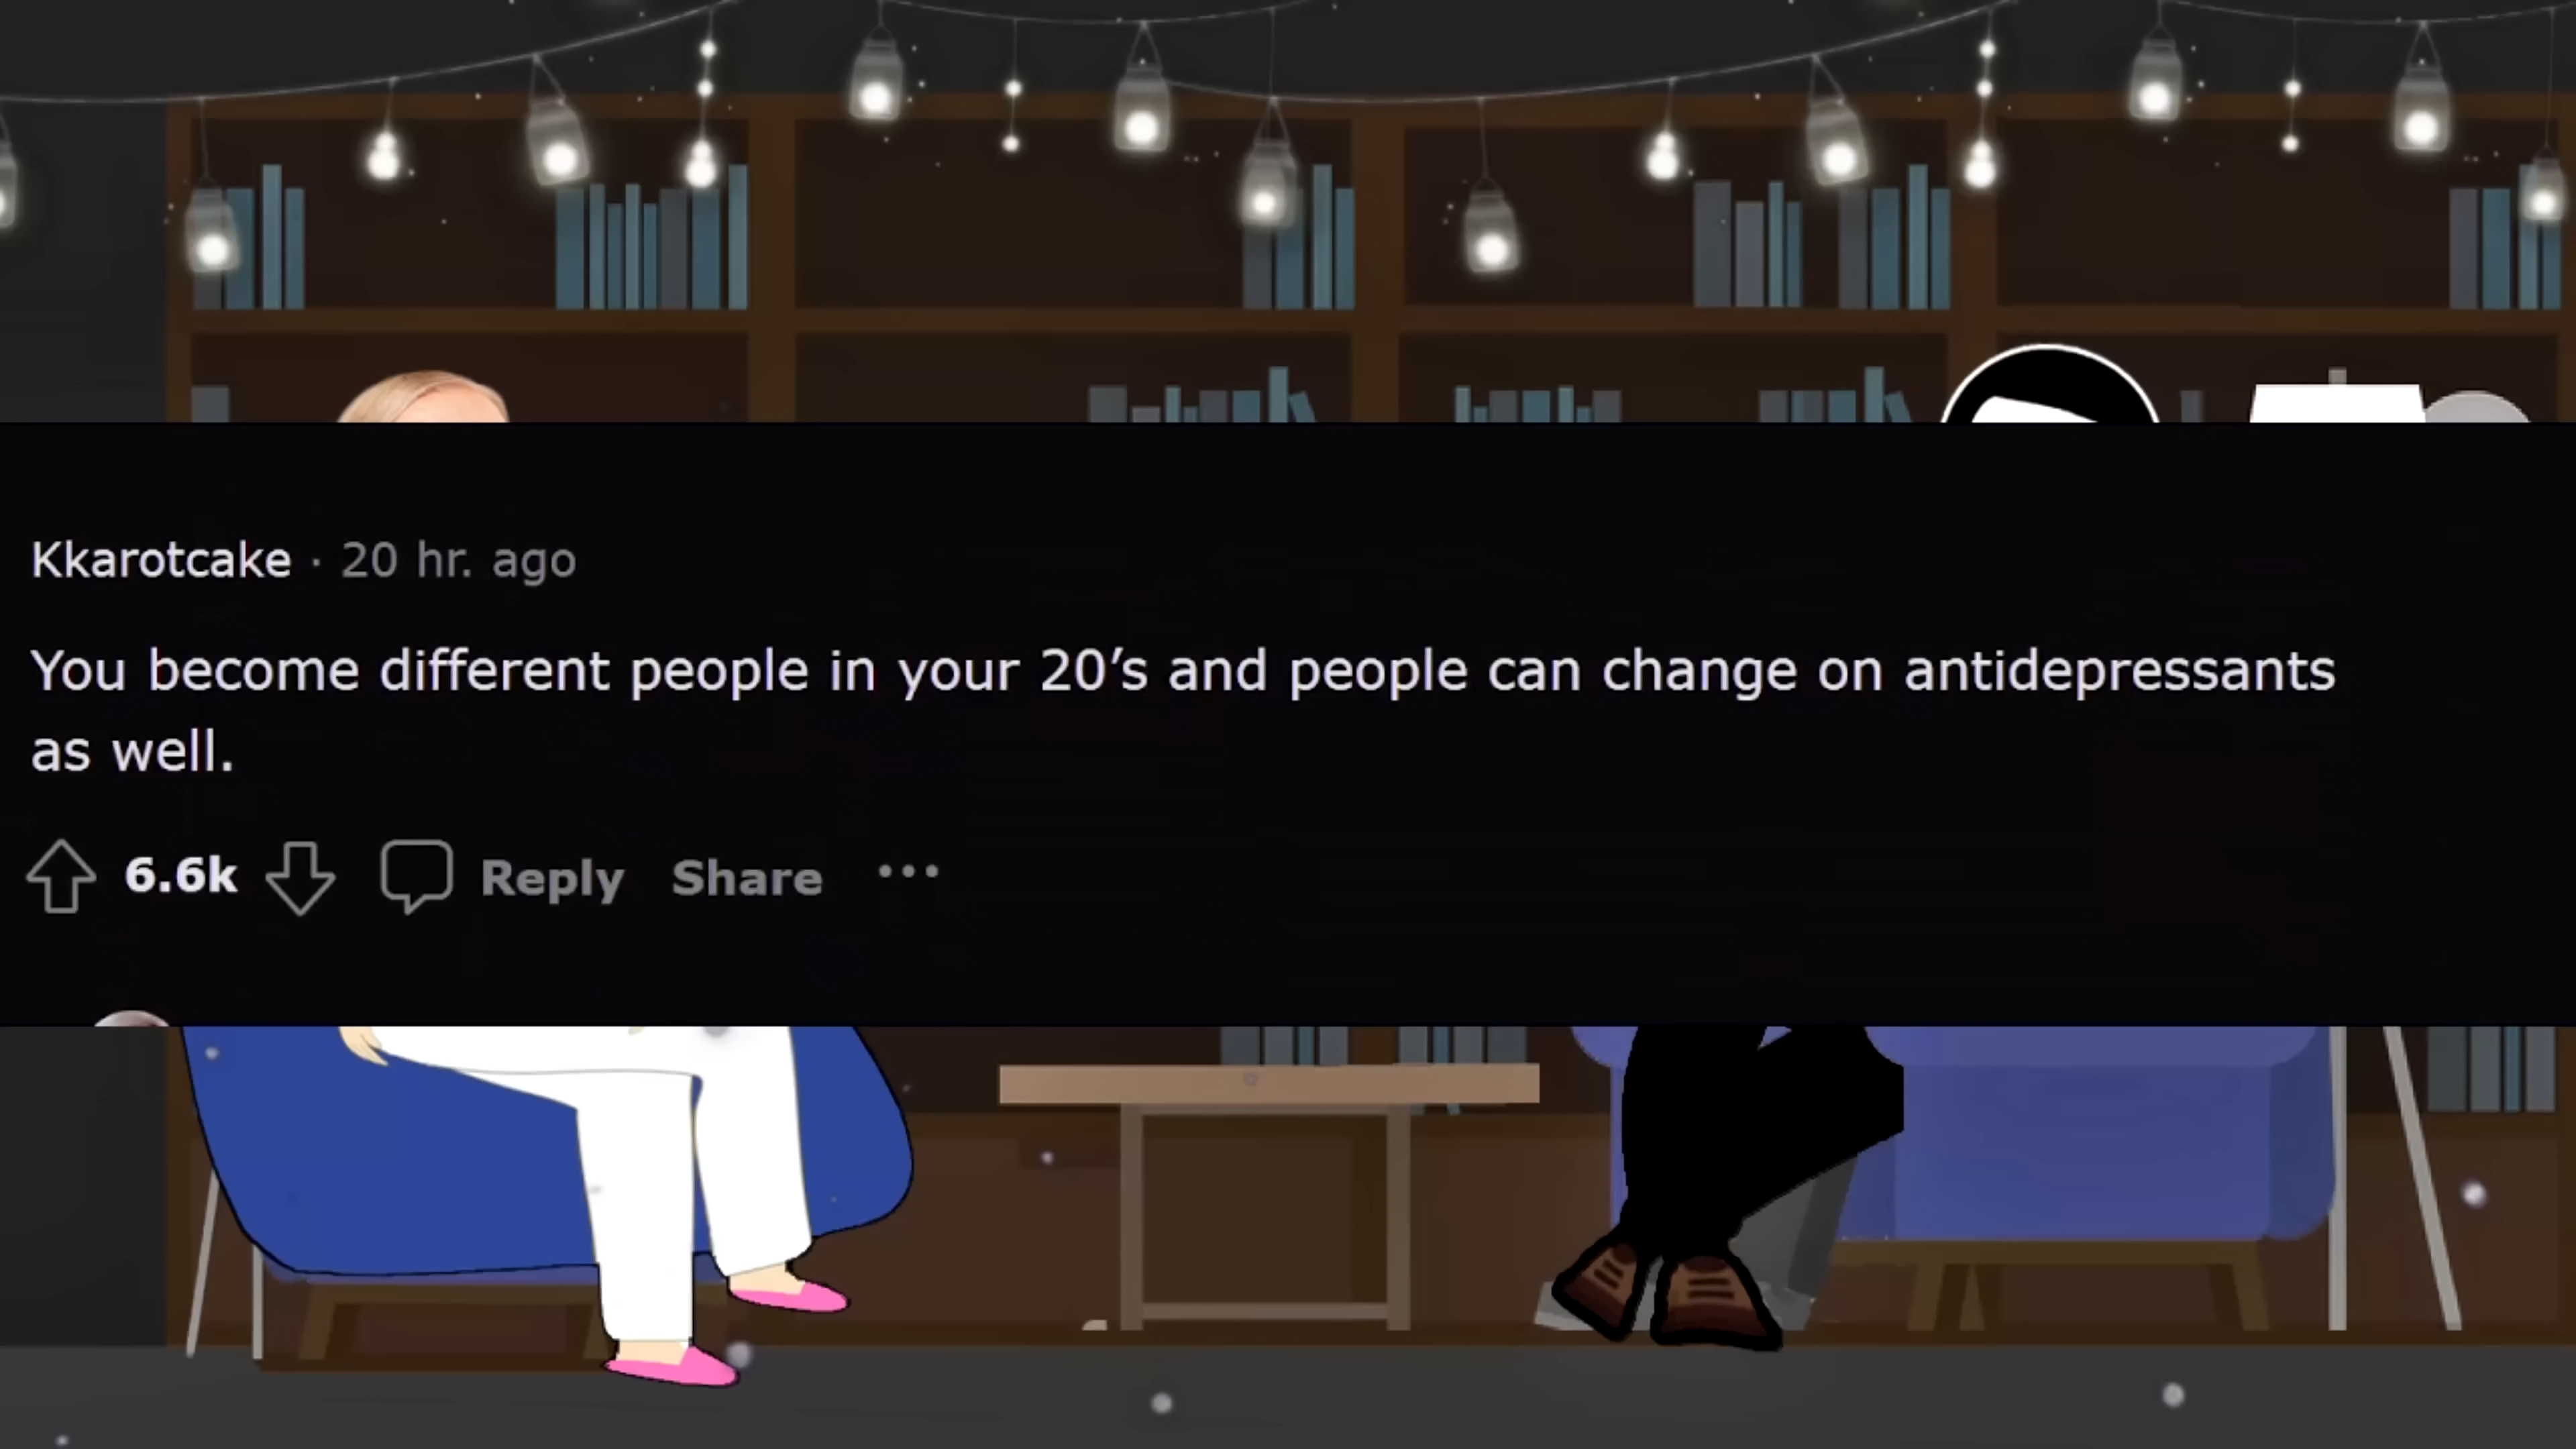 Kkarotcake · 20 hr. ago
You become different people in your 20’s and people can change on antidepressants
as well.
6.6k Reply Share ···